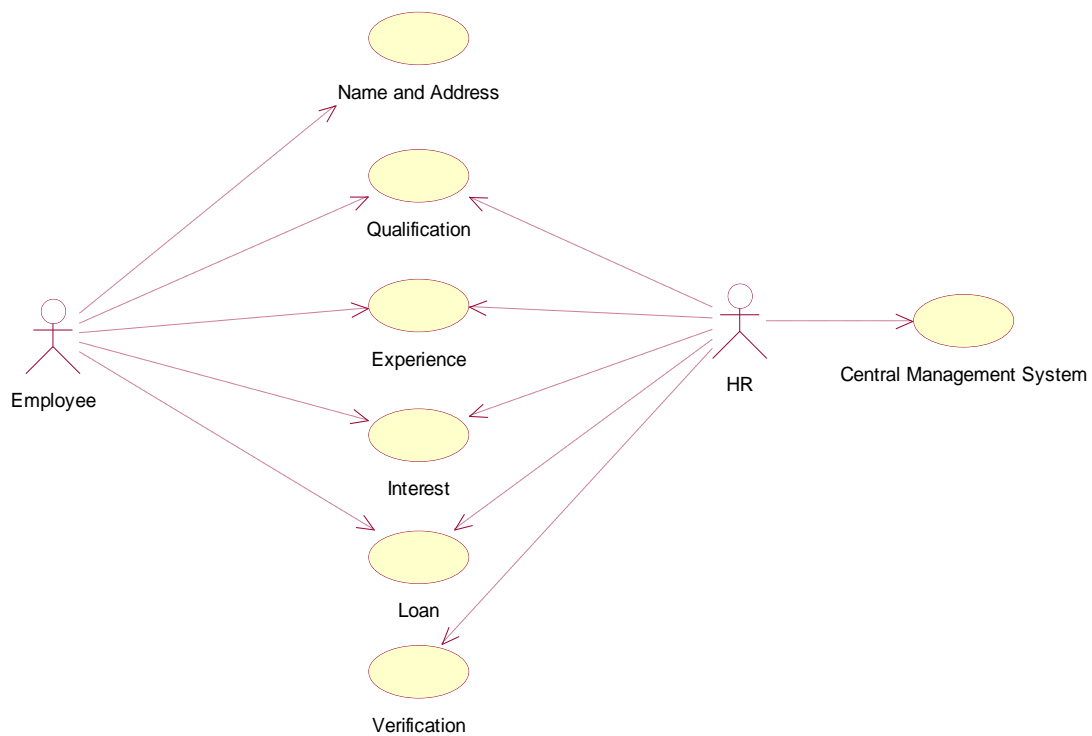 Name and Address
Qualification
Experience
Interest
Loan
Verification
Employee
HR
Central Management System